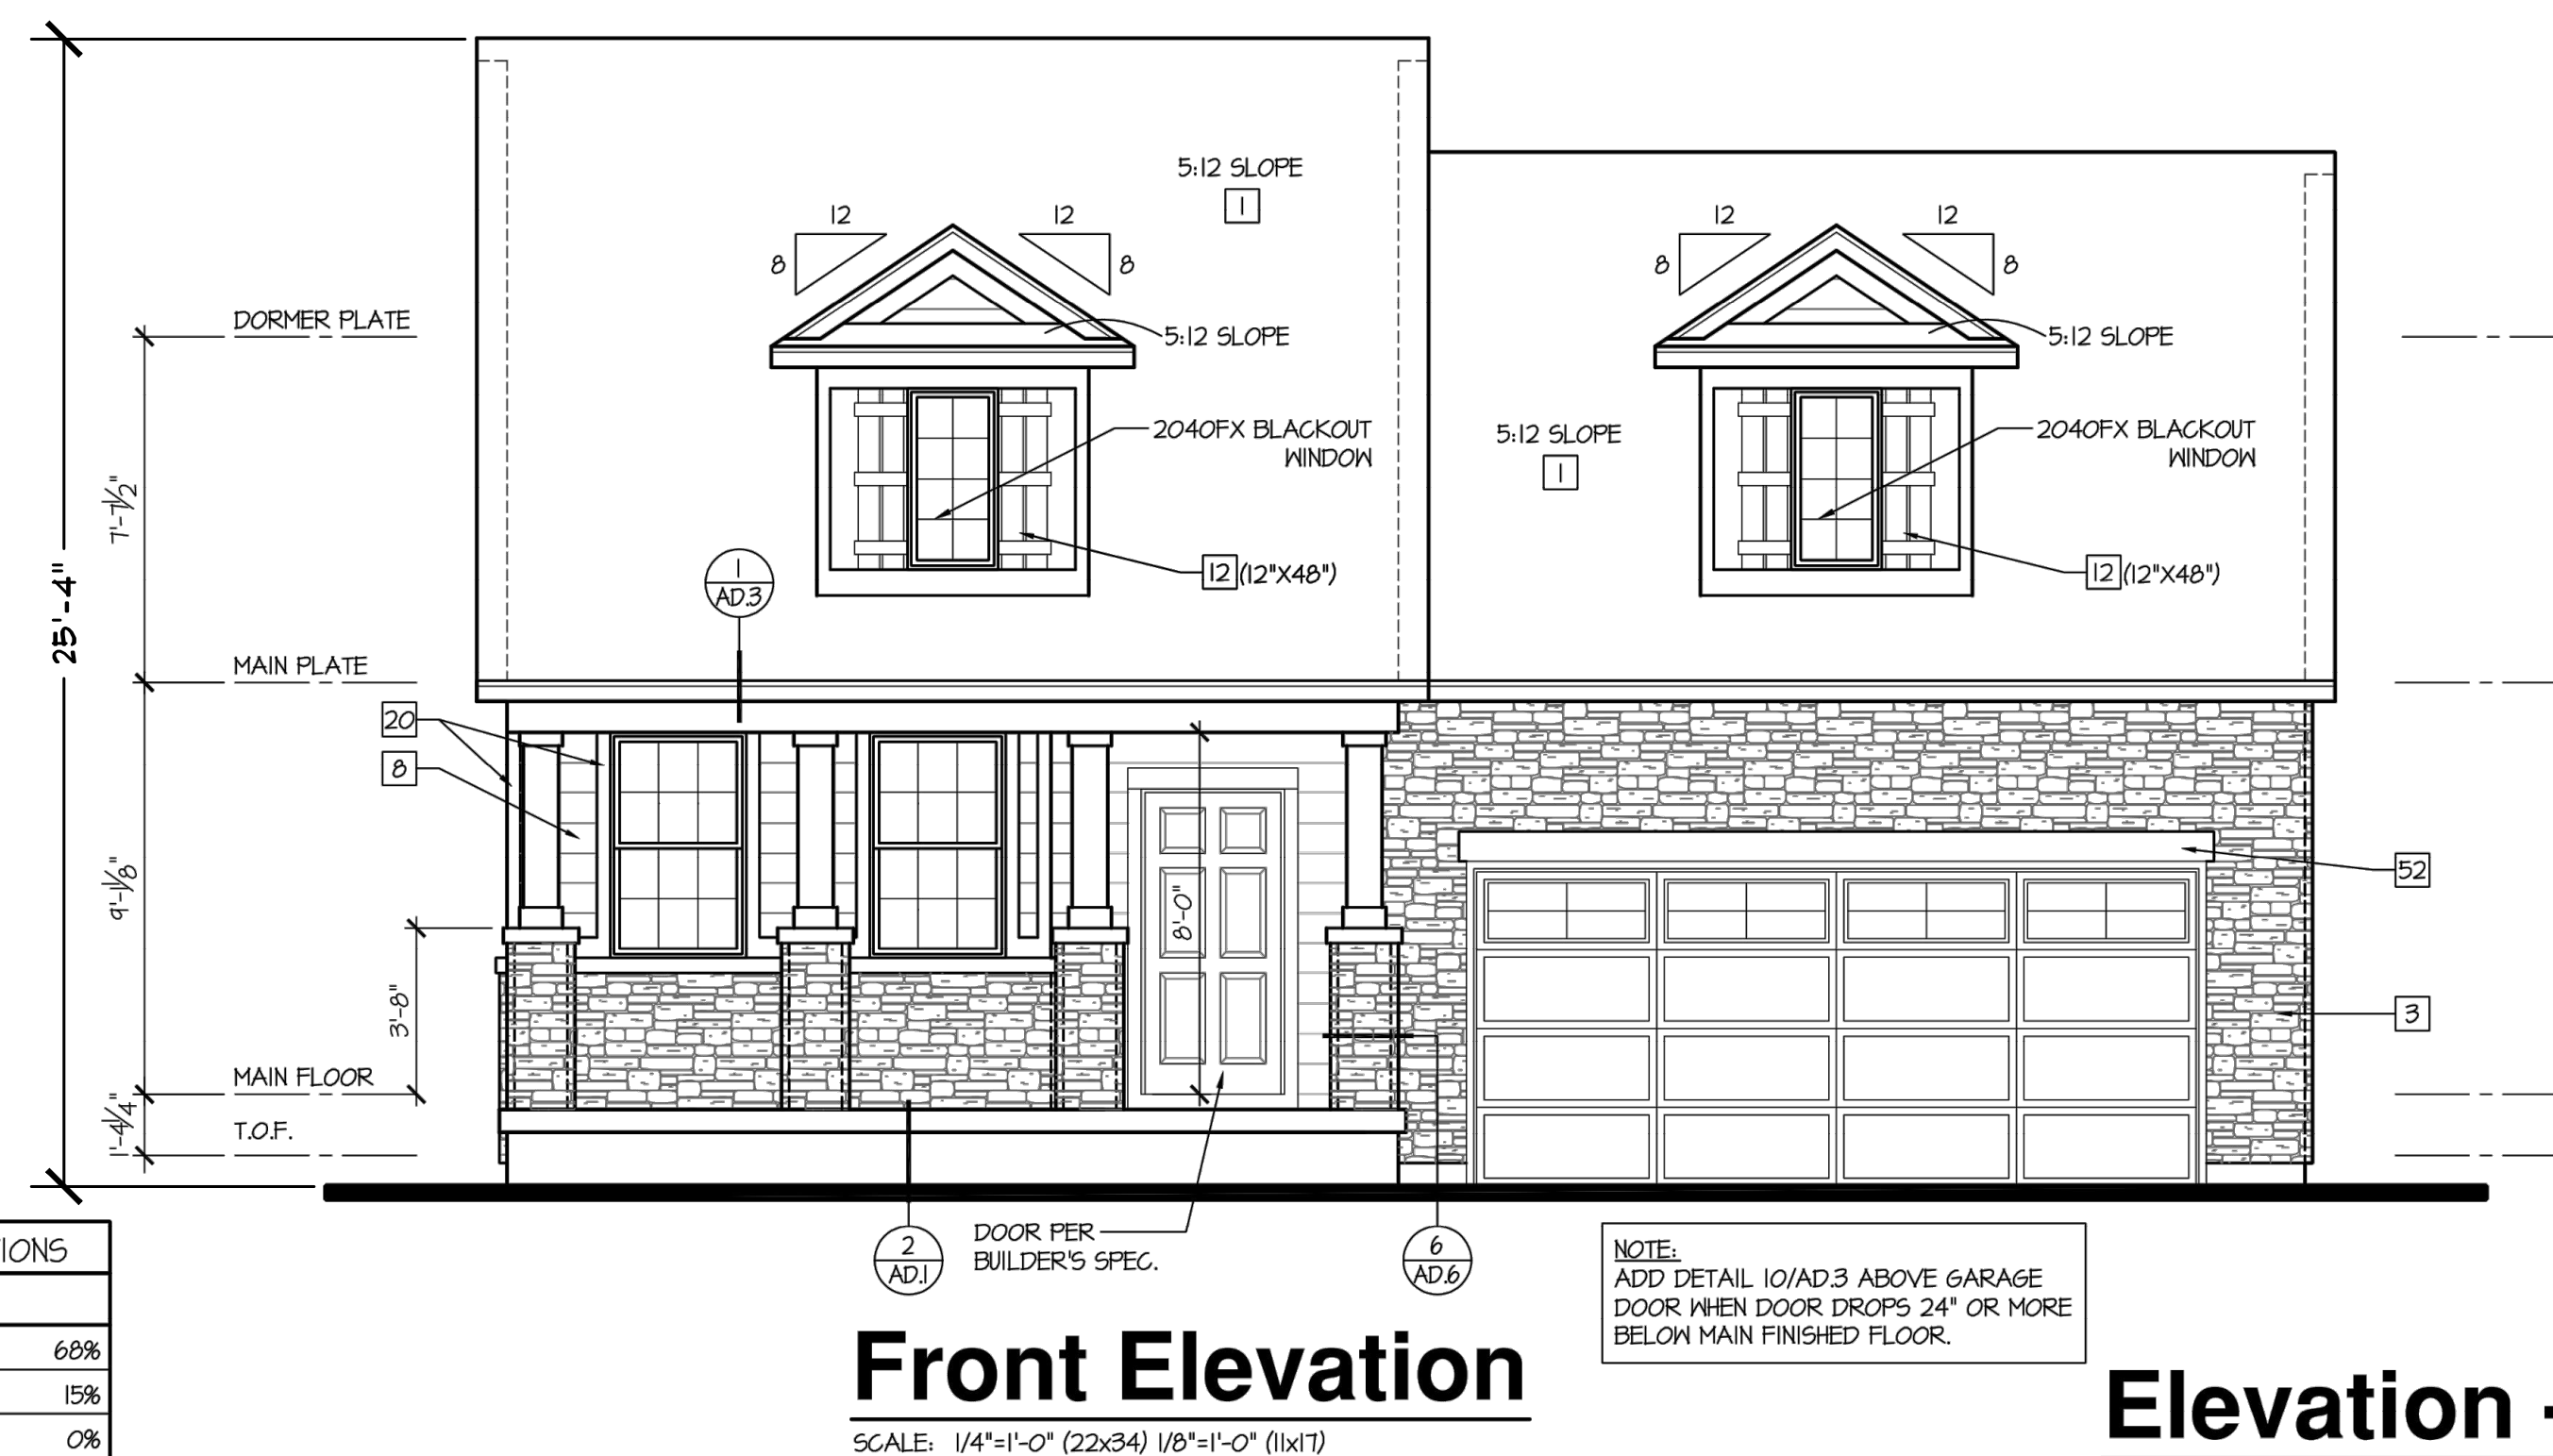 5:12 SLOPE
1
12
12
8
8
12
12
8
8
DORMER PLATE
5:12 SLOPE
5:12 SLOPE
2040FX BLACKOUT
WINDOW
5:12 SLOPE
1
2040FX BLACKOUT
WINDOW
7'-1½"
25'-4"
12 (12"X48")
12 (12"X48")
1
AD.3
MAIN PLATE
20
8
9'-1⅛"
8'-0"
52
3'-8"
3
MAIN FLOOR
1'-4¼"
T.O.F.
2
AD.1
DOOR PER
BUILDER'S SPEC.
6
AD.6
NOTE:
ADD DETAIL 10/AD.3 ABOVE GARAGE
DOOR WHEN DOOR DROPS 24" OR MORE
BELOW MAIN FINISHED FLOOR.
IONS
68%
15%
0%
Front Elevation
SCALE: 1/4"=1'-0" (22x34) 1/8"=1'-0" (11x17)
Elevation -